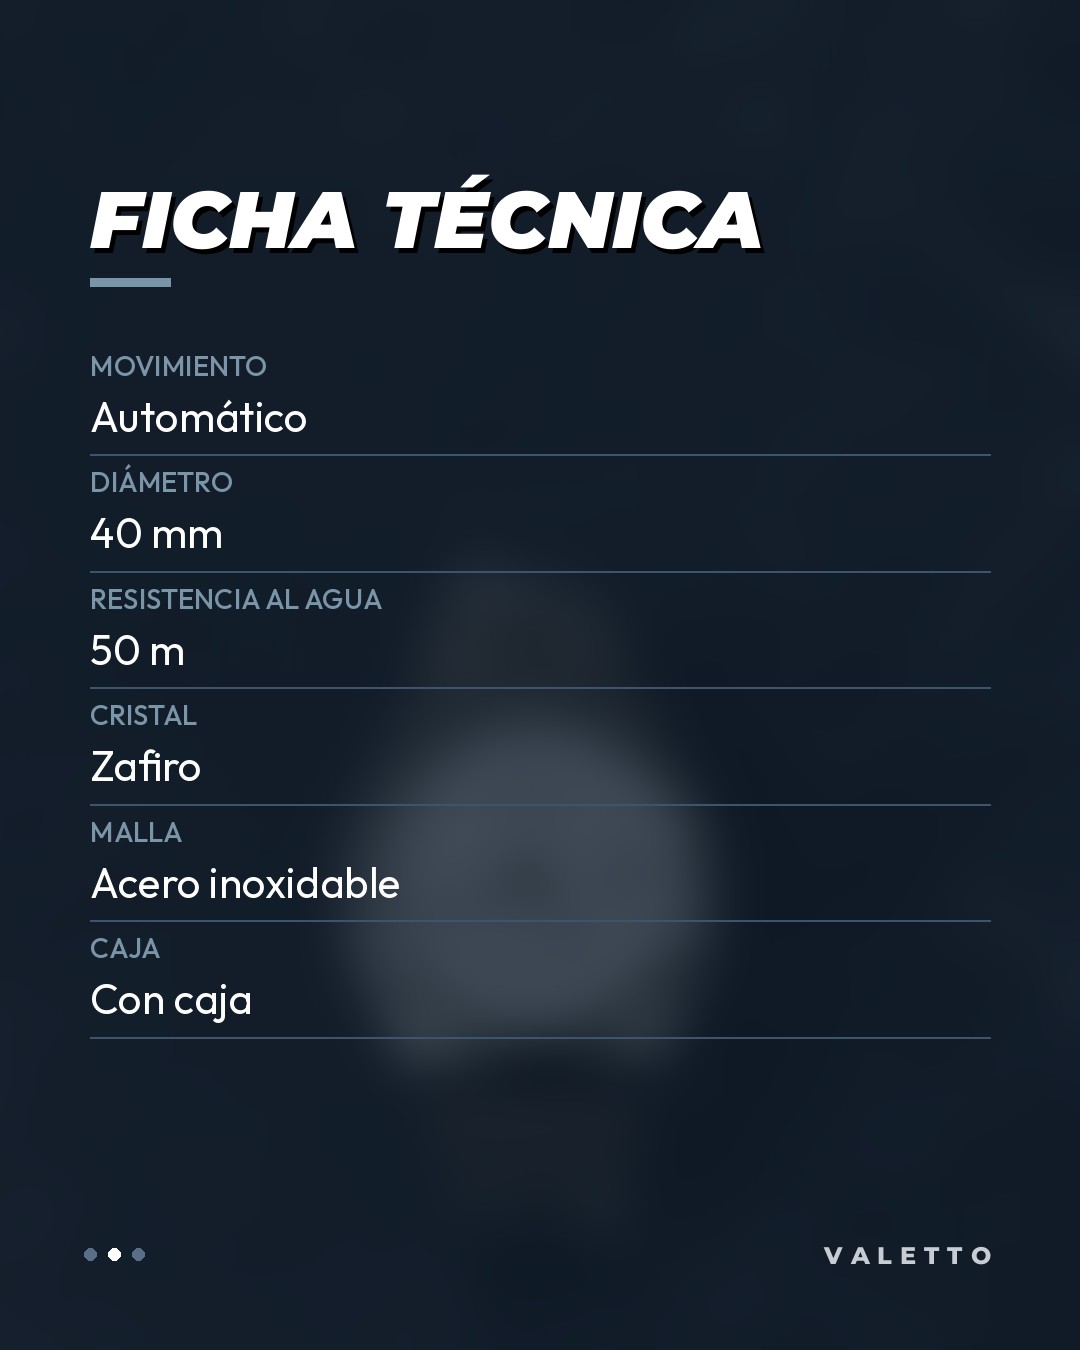 FICHA TÉCNICA
MOVIMIENTO
Automático
DIÁMETRO
40 mm
RESISTENCIA AL AGUA
50 m
CRISTAL
Zafiro
MALLA
Acero inoxidable
CAJA
Con caja
VALETTO